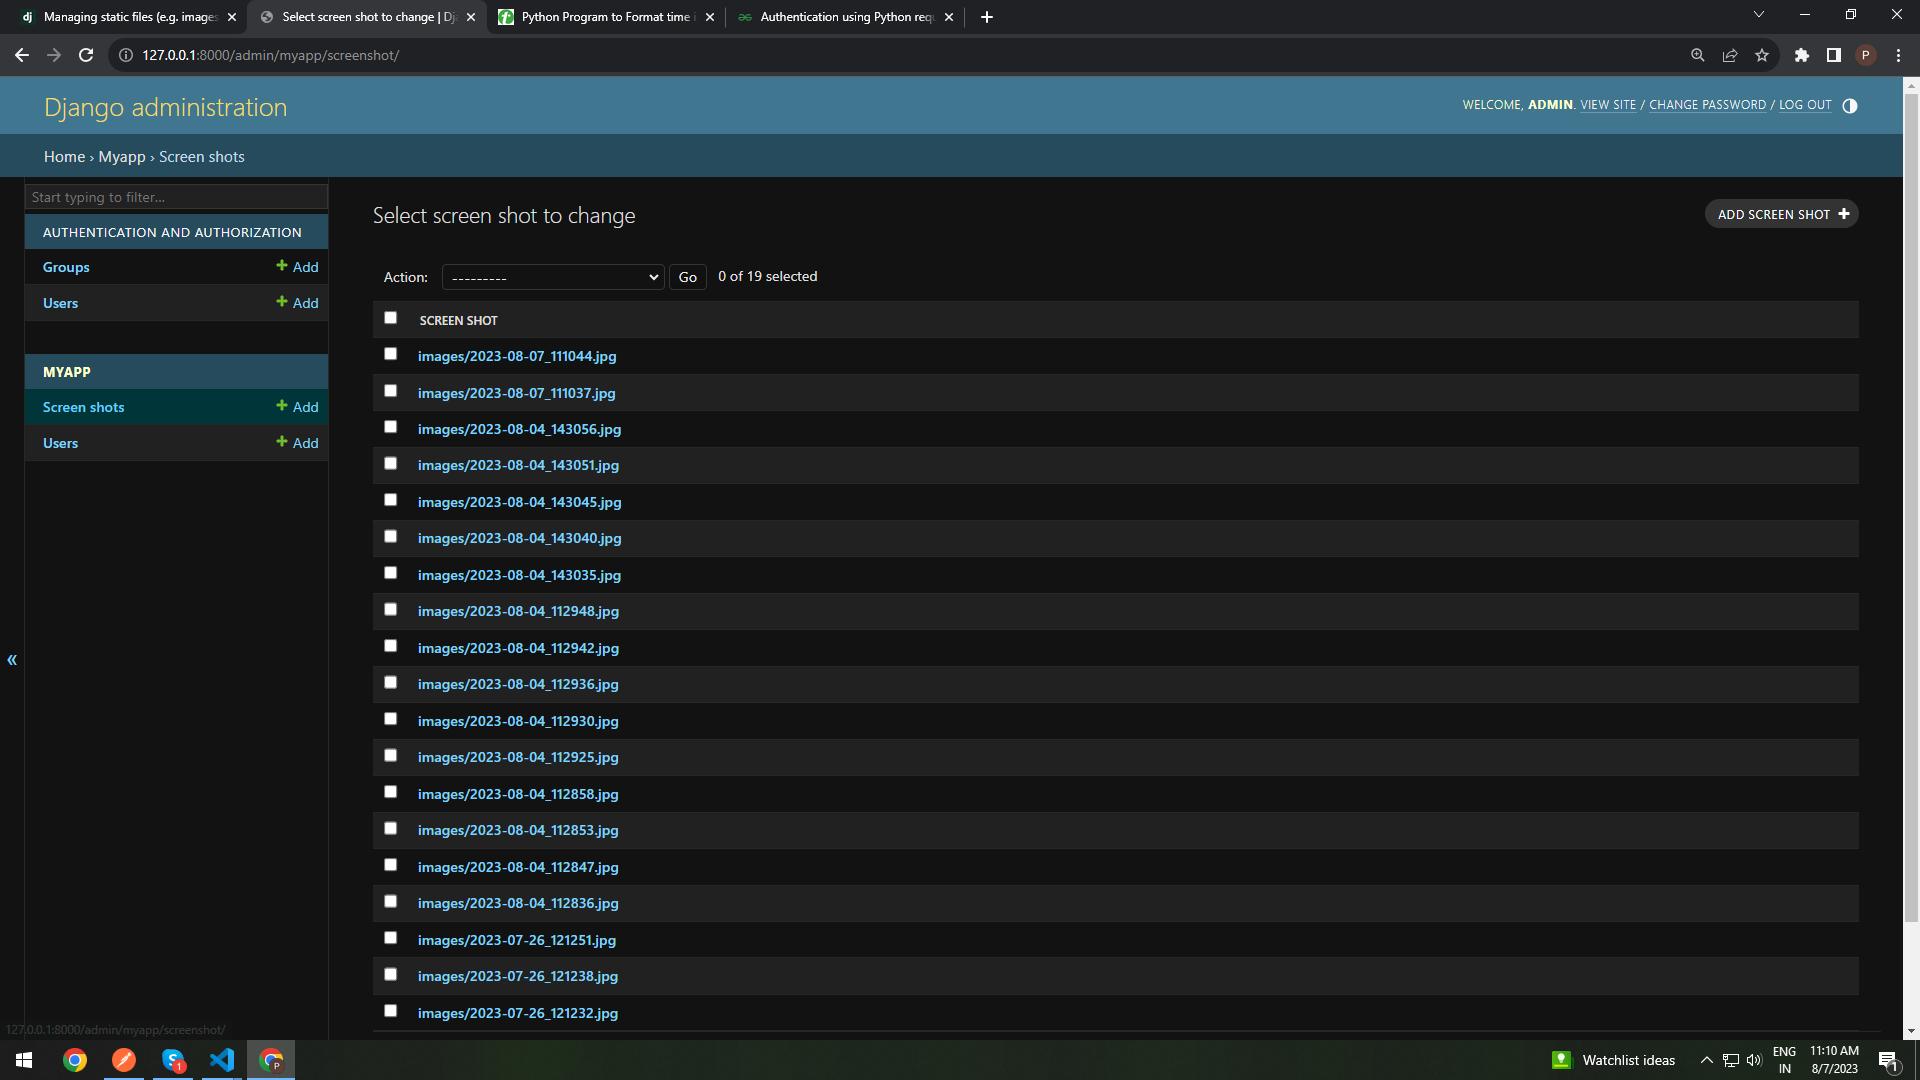 dj Managing static files (e.g. images
Select screen shot to change | Dj
Python Program to Format time i
Authentication using Python requ
127.0.0.1:8000/admin/myapp/screenshot/
P
Django administration
WELCOME, ADMIN. VIEW SITE / CHANGE PASSWORD / LOG OUT
Home › Myapp › Screen shots
Start typing to filter...
AUTHENTICATION AND AUTHORIZATION
Groups + Add
Users + Add
MYAPP
Screen shots + Add
Users + Add
«
Select screen shot to change
ADD SCREEN SHOT +
Action: --------- Go 0 of 19 selected
SCREEN SHOT
images/2023-08-07_111044.jpg
images/2023-08-07_111037.jpg
images/2023-08-04_143056.jpg
images/2023-08-04_143051.jpg
images/2023-08-04_143045.jpg
images/2023-08-04_143040.jpg
images/2023-08-04_143035.jpg
images/2023-08-04_112948.jpg
images/2023-08-04_112942.jpg
images/2023-08-04_112936.jpg
images/2023-08-04_112930.jpg
images/2023-08-04_112925.jpg
images/2023-08-04_112858.jpg
images/2023-08-04_112853.jpg
images/2023-08-04_112847.jpg
images/2023-08-04_112836.jpg
images/2023-07-26_121251.jpg
images/2023-07-26_121238.jpg
images/2023-07-26_121232.jpg
127.0.0.1:8000/admin/myapp/screenshot/
S 1
P
Watchlist ideas
ENG
IN
11:10 AM
8/7/2023
1